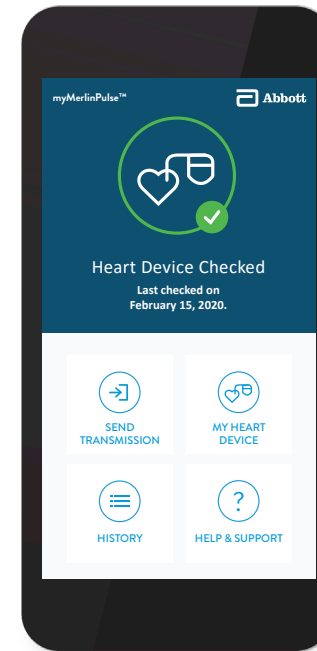 myMerlinPulse™
Abbott
Heart Device Checked
Last checked on
February 15, 2020.
SEND
TRANSMISSION
MY HEART
DEVICE
HISTORY
HELP & SUPPORT